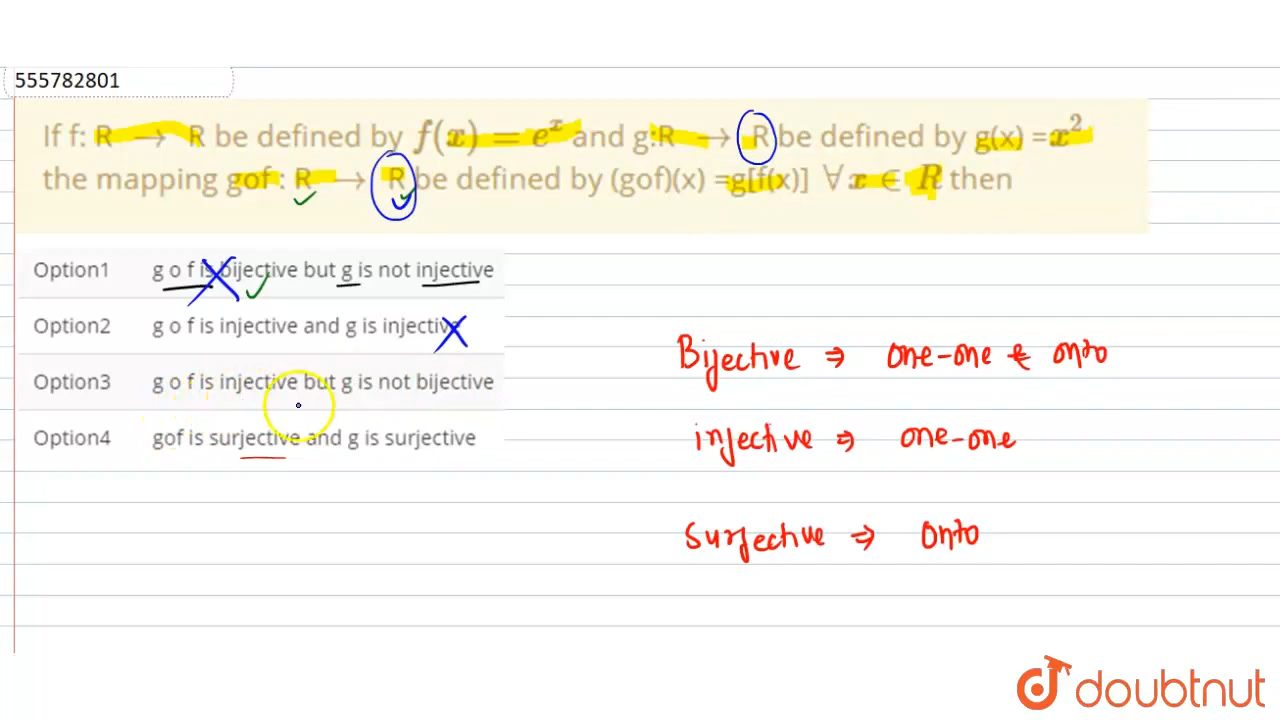 555782801
If f: R → R be defined by f(x) = eˣ and g:R → R be defined by g(x) =x²
the mapping gof : R → R be defined by (gof)(x) =g[f(x)] ∀ x ∈ R then
Option1 g o f is bijective but g is not injective
Option2 g o f is injective and g is injective
Option3 g o f is injective but g is not bijective
Option4 gof is surjective and g is surjective
Bijective ⇒ one-one & onto
injective ⇒ one-one
Surjective ⇒ onto
doubtnut